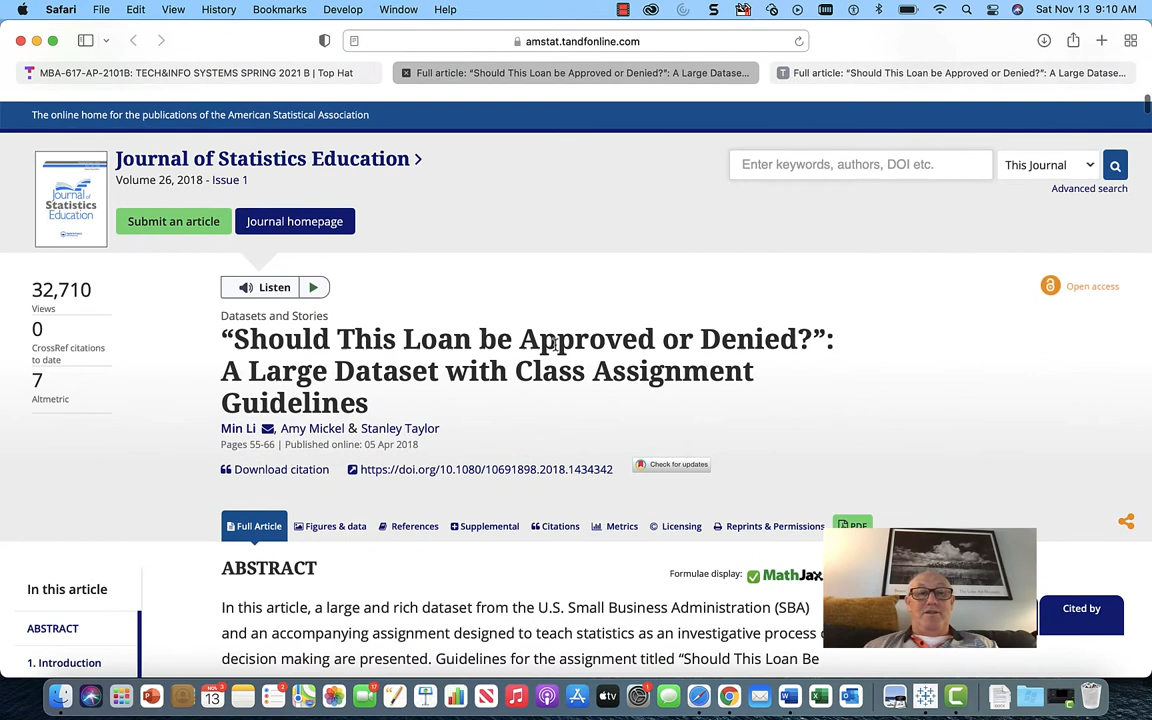 Safari File Edit View History Bookmarks Develop Window Help Sat Nov 13 9:10 AM
amstat.tandfonline.com
MBA-617-AP-2101B: TECH&INFO SYSTEMS SPRING 2021 B | Top Hat
Full article: “Should This Loan be Approved or Denied?”: A Large Datase...
Full article: “Should This Loan be Approved or Denied?”: A Large Datase...
The online home for the publications of the American Statistical Association
Journal of Statistics Education >
Volume 26, 2018 - Issue 1
Submit an article
Journal homepage
Enter keywords, authors, DOI etc.
This Journal
Advanced search
Journal of
Statistics
Education
32,710
Views
0
CrossRef citations
to date
7
Altmetric
Listen
Open access
Datasets and Stories
“Should This Loan be Approved or Denied?”:
A Large Dataset with Class Assignment
Guidelines
Min Li, Amy Mickel & Stanley Taylor
Pages 55-66 | Published online: 05 Apr 2018
Download citation https://doi.org/10.1080/10691898.2018.1434342 Check for updates
Full Article Figures & data References Supplemental Citations Metrics Licensing Reprints & Permissions PDF
In this article
ABSTRACT
1. Introduction
ABSTRACT
Formulae display: MathJax
In this article, a large and rich dataset from the U.S. Small Business Administration (SBA)
and an accompanying assignment designed to teach statistics as an investigative process
decision making are presented. Guidelines for the assignment titled “Should This Loan Be
Cited by